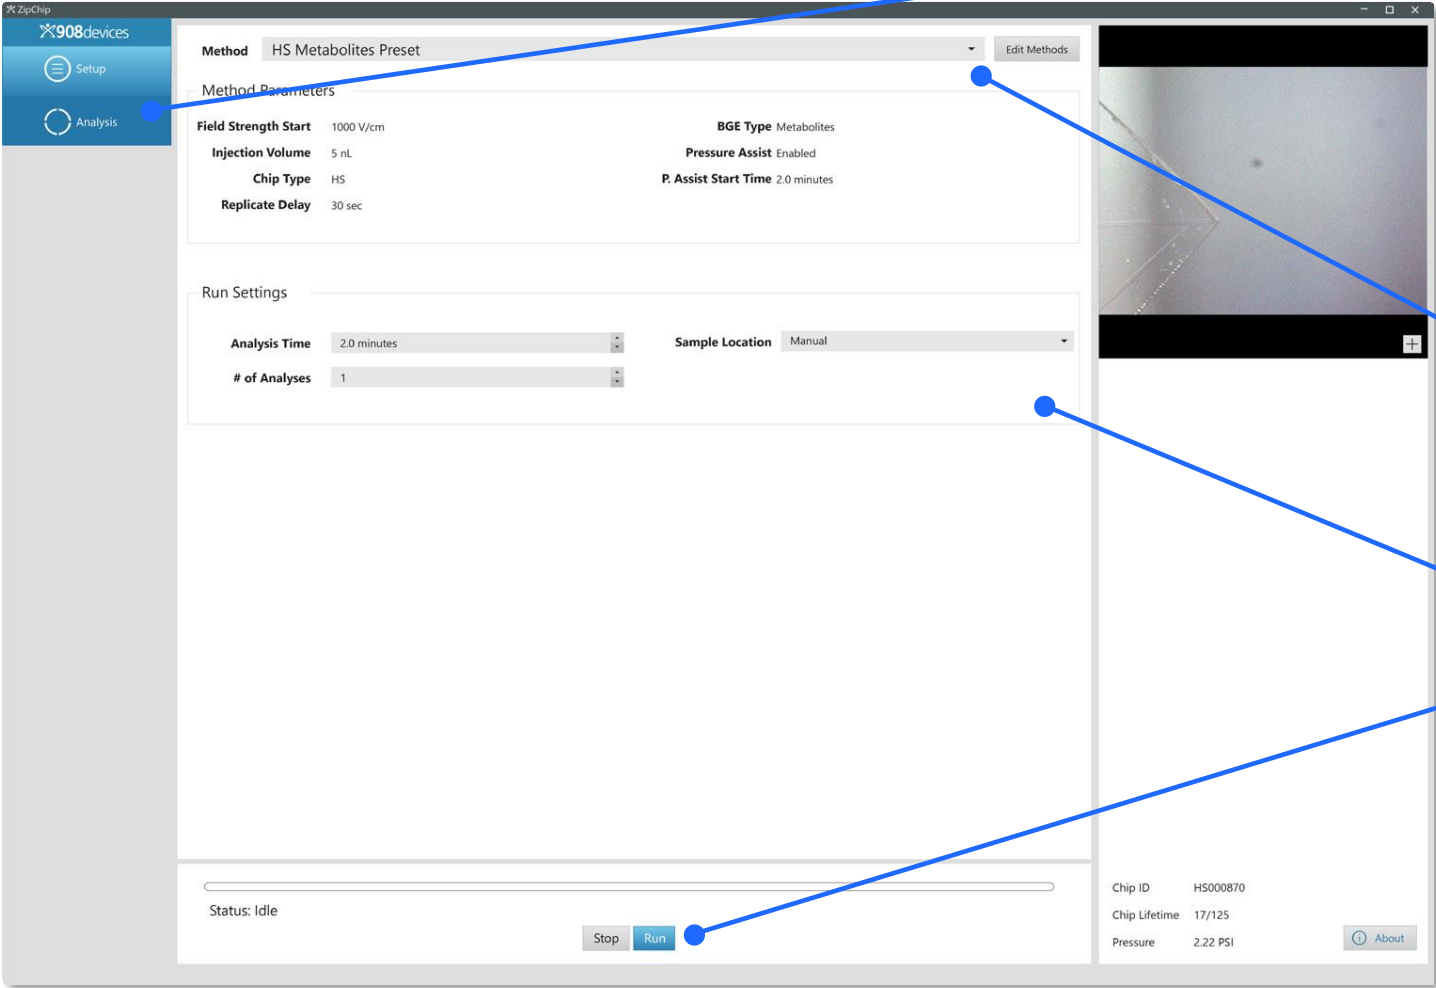 ZipChip
908devices
Setup
Analysis
Method HS Metabolites Preset Edit Methods
Method Parameters
Field Strength Start 1000 V/cm BGE Type Metabolites
Injection Volume 5 nL Pressure Assist Enabled
Chip Type HS P. Assist Start Time 2.0 minutes
Replicate Delay 30 sec
Run Settings
Analysis Time 2.0 minutes Sample Location Manual
# of Analyses 1
Status: Idle
Stop Run
Chip ID HS000870
Chip Lifetime 17/125
Pressure 2.22 PSI
About